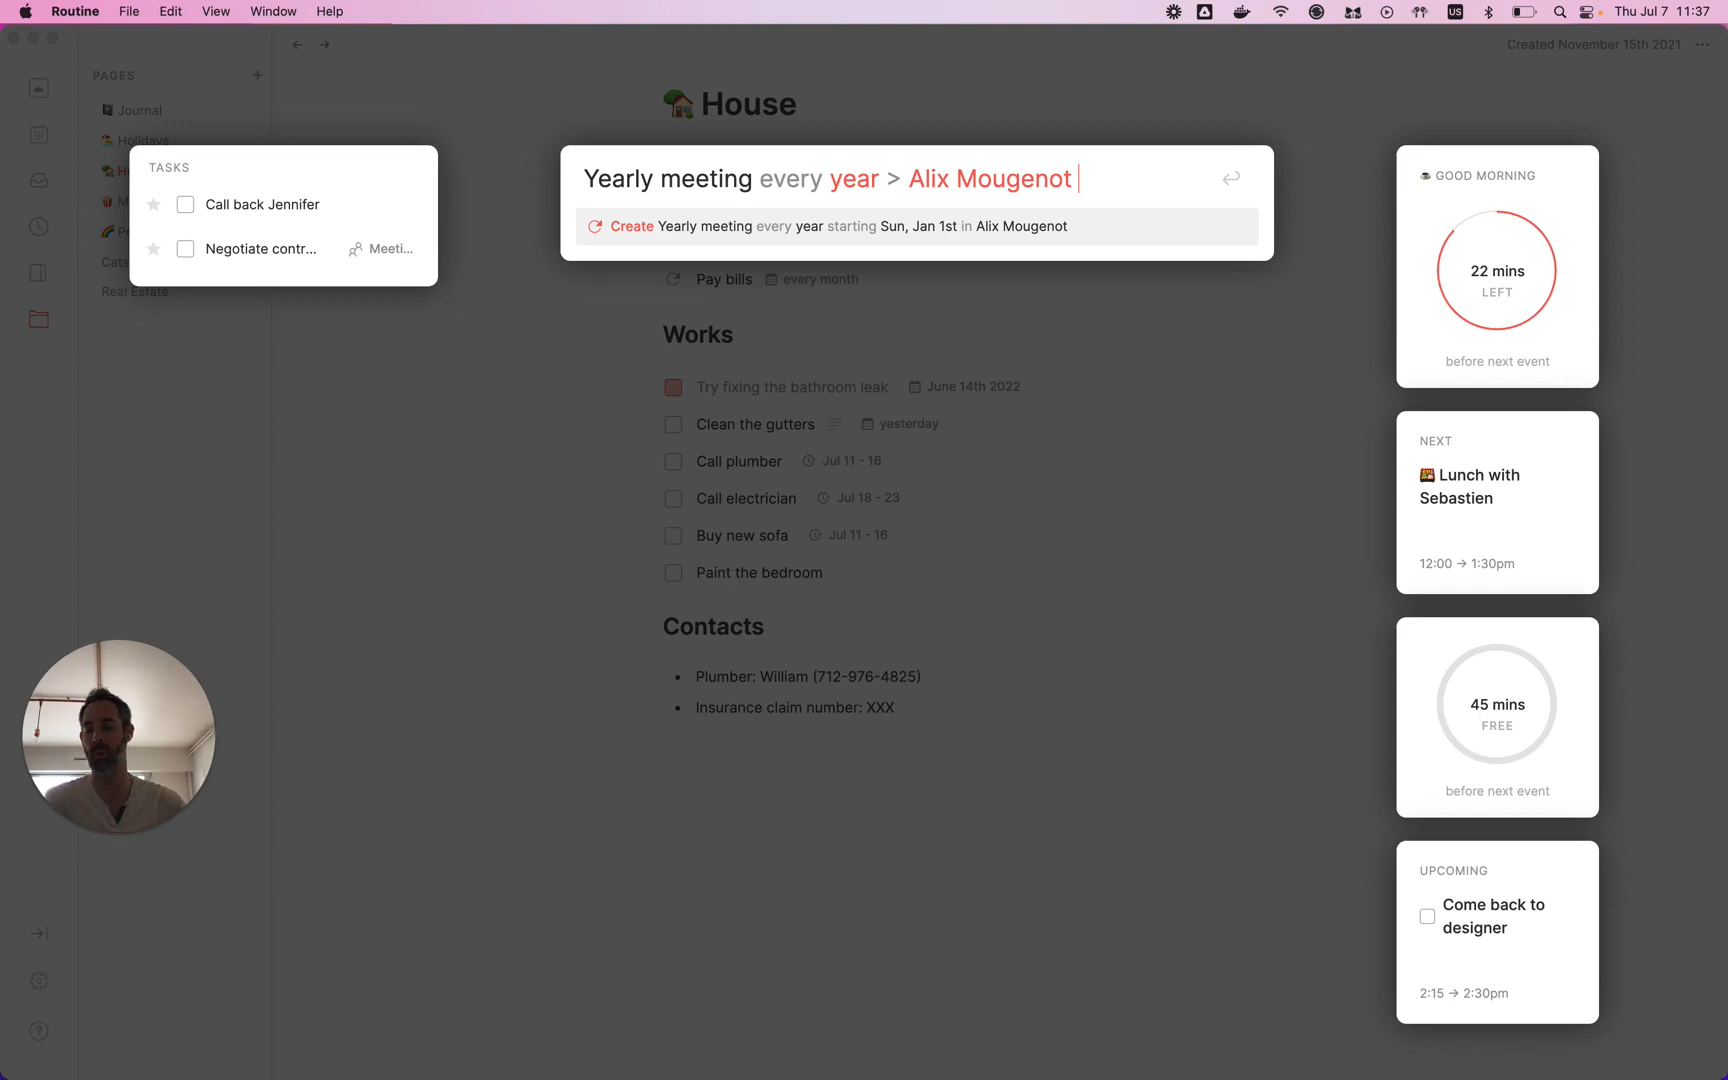 Routine File Edit View Window Help
US
Thu Jul 7 11:37
Created November 15th 2021
PAGES
Journal
Holidays
Cats
Real Estate
TASKS
Call back Jennifer
Negotiate contr... Meeti...
House
Yearly meeting every year > Alix Mougenot
Create Yearly meeting every year starting Sun, Jan 1st in Alix Mougenot
Pay bills every month
Works
Try fixing the bathroom leak June 14th 2022
Clean the gutters yesterday
Call plumber Jul 11 - 16
Call electrician Jul 18 - 23
Buy new sofa Jul 11 - 16
Paint the bedroom
Contacts
• Plumber: William (712-976-4825)
• Insurance claim number: XXX
GOOD MORNING
22 mins
LEFT
before next event
NEXT
Lunch with
Sebastien
12:00 → 1:30pm
45 mins
FREE
before next event
UPCOMING
Come back to
designer
2:15 → 2:30pm